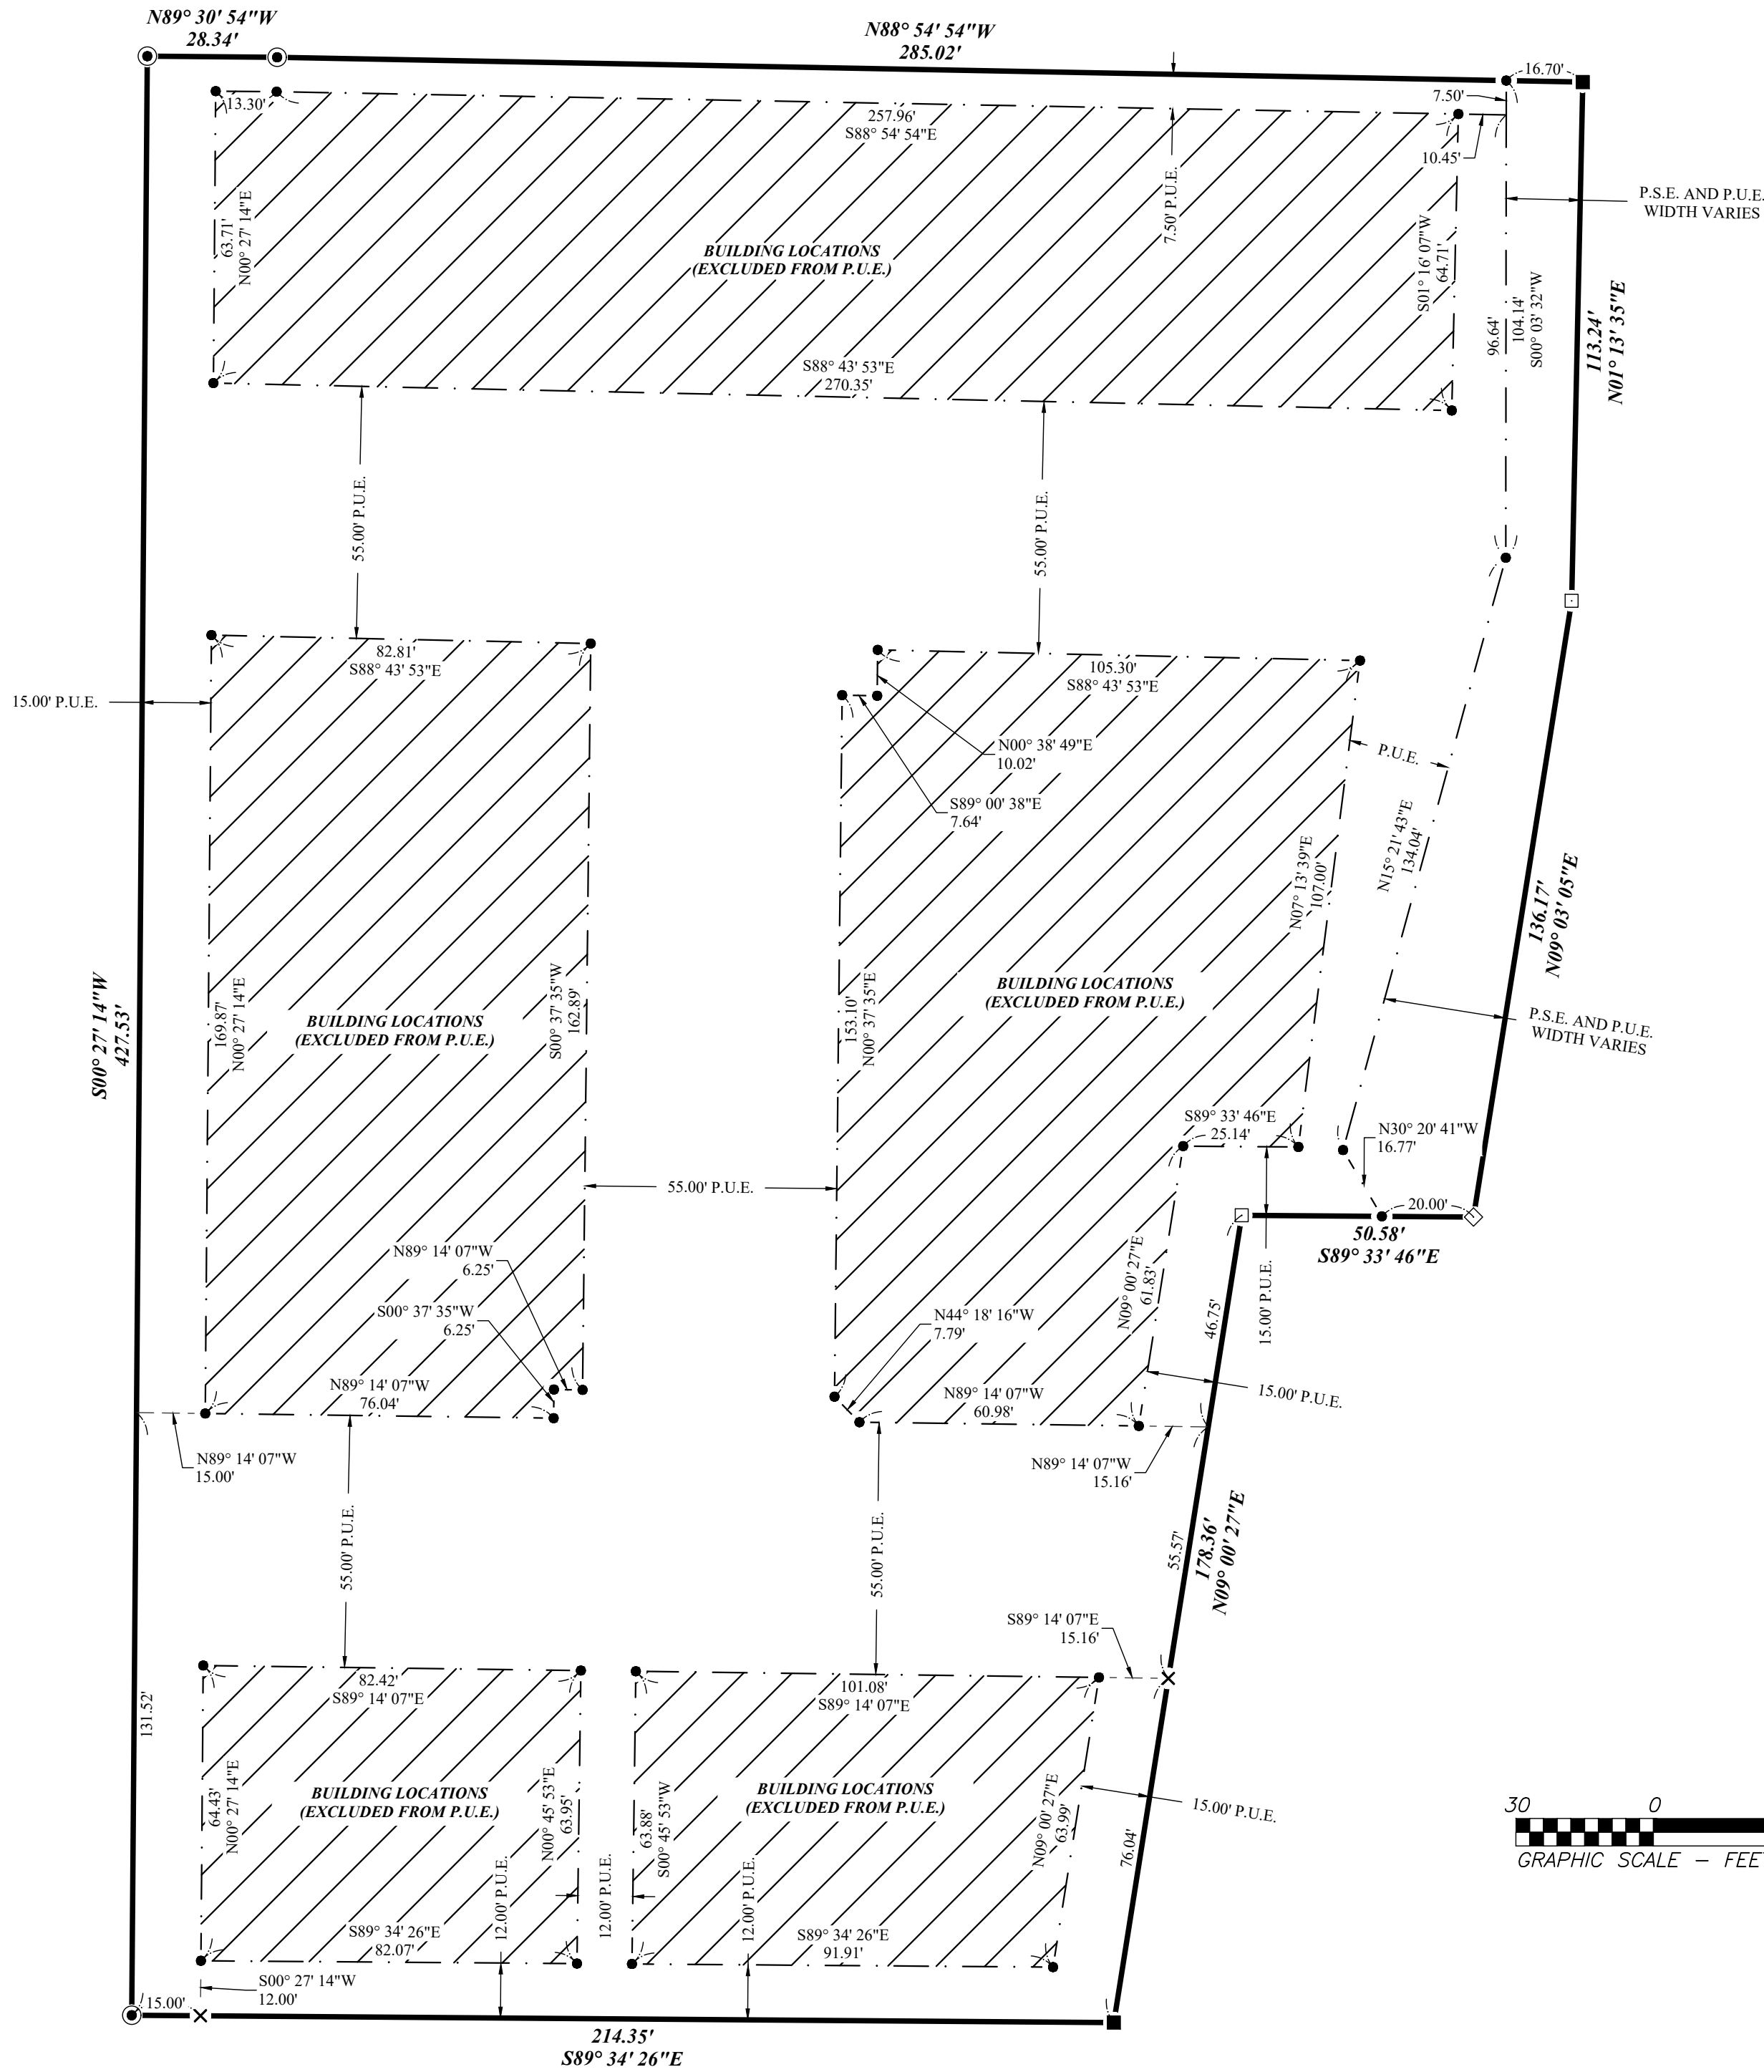 N89° 30' 54"W
28.34'
N88° 54' 54"W
285.02'
16.70'
7.50'
13.30'
257.96'
S88° 54' 54"E
10.45'
P.S.E. AND P.U.E.
WIDTH VARIES
7.50' P.U.E.
63.71'
N00° 27' 14"E
BUILDING LOCATIONS
(EXCLUDED FROM P.U.E.)
S01° 16' 07"W
64.71'
96.64'
104.14'
S00° 03' 32"W
113.24'
N01° 13' 35"E
S88° 43' 53"E
270.35'
55.00' P.U.E.
55.00' P.U.E.
82.81'
S88° 43' 53"E
105.30'
S88° 43' 53"E
15.00' P.U.E.
N00° 38' 49"E
10.02'
P.U.E.
S89° 00' 38"E
7.64'
N15° 21' 43"E
134.04'
N07° 13' 39"E
107.00'
136.17'
N09° 03' 05"E
S00° 27' 14"W
427.53'
169.87'
N00° 27' 14"E
BUILDING LOCATIONS
(EXCLUDED FROM P.U.E.)
S00° 37' 35"W
162.89'
153.10'
N00° 37' 35"E
BUILDING LOCATIONS
(EXCLUDED FROM P.U.E.)
P.S.E. AND P.U.E.
WIDTH VARIES
S89° 33' 46"E
25.14'
N30° 20' 41"W
16.77'
55.00' P.U.E.
20.00'
50.58'
S89° 33' 46"E
N89° 14' 07"W
6.25'
S00° 37' 35"W
6.25'
N09° 00' 27"E
61.83'
15.00' P.U.E.
46.75'
N44° 18' 16"W
7.79'
N89° 14' 07"W
76.04'
N89° 14' 07"W
60.98'
15.00' P.U.E.
N89° 14' 07"W
15.00'
N89° 14' 07"W
15.16'
55.00' P.U.E.
55.00' P.U.E.
55.57'
178.36'
N09° 00' 27"E
S89° 14' 07"E
15.16'
131.52'
82.42'
S89° 14' 07"E
101.08'
S89° 14' 07"E
64.43'
N00° 27' 14"E
BUILDING LOCATIONS
(EXCLUDED FROM P.U.E.)
N00° 45' 53"E
63.95'
63.88'
S00° 45' 53"W
BUILDING LOCATIONS
(EXCLUDED FROM P.U.E.)
N09° 00' 27"E
63.99'
15.00' P.U.E.
76.04'
30 0
GRAPHIC SCALE – FEET
12.00' P.U.E.
12.00' P.U.E.
12.00' P.U.E.
S89° 34' 26"E
82.07'
S89° 34' 26"E
91.91'
S00° 27' 14"W
12.00'
15.00'
214.35'
S89° 34' 26"E